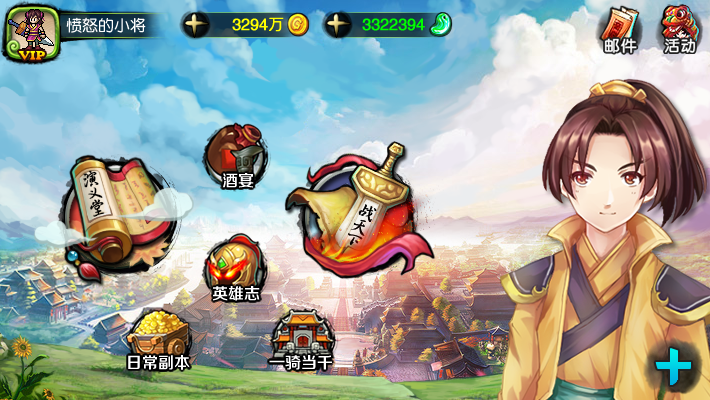 愤怒的小将
3294万
3322394
VIP
邮件
活动
演义堂
酒宴
战天下
英雄志
日常副本
一骑当千